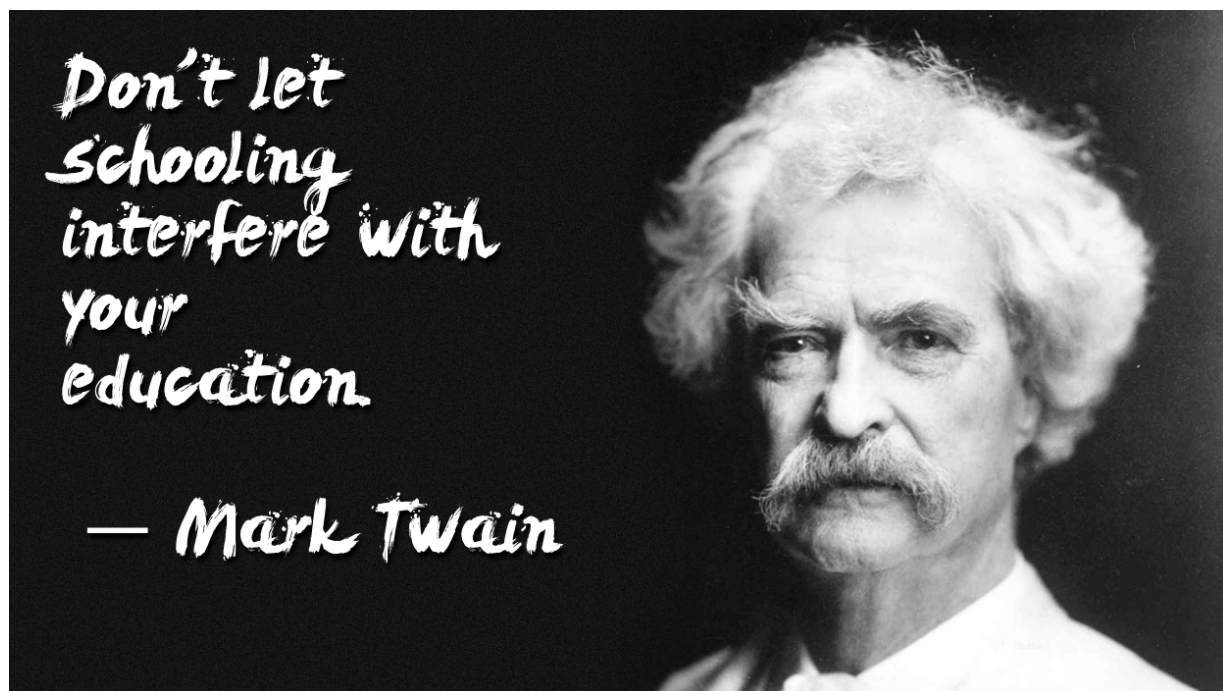 Don't let
schooling
interfere with
your
education.
— Mark Twain